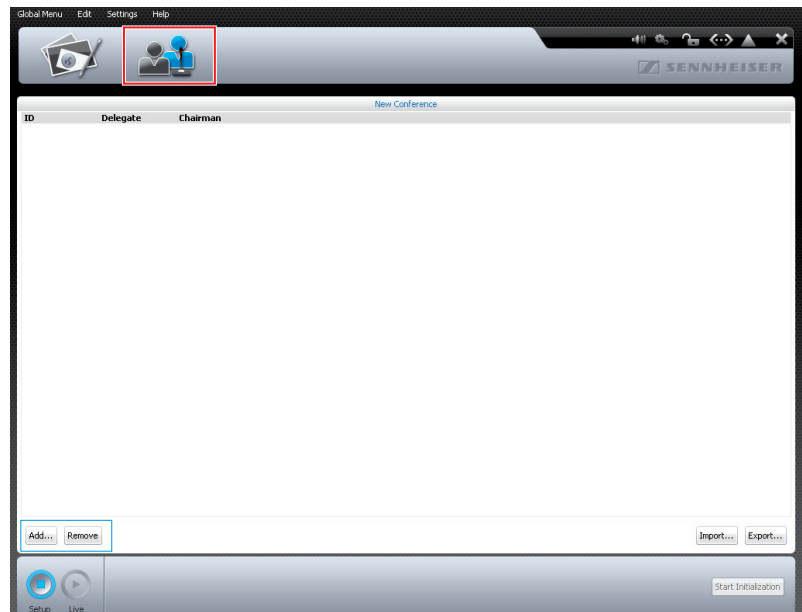 Global Menu Edit Settings Help
SENNHEISER
New Conference
ID Delegate Chairman
Add... Remove Import... Export...
Start Initialization
Setup Live